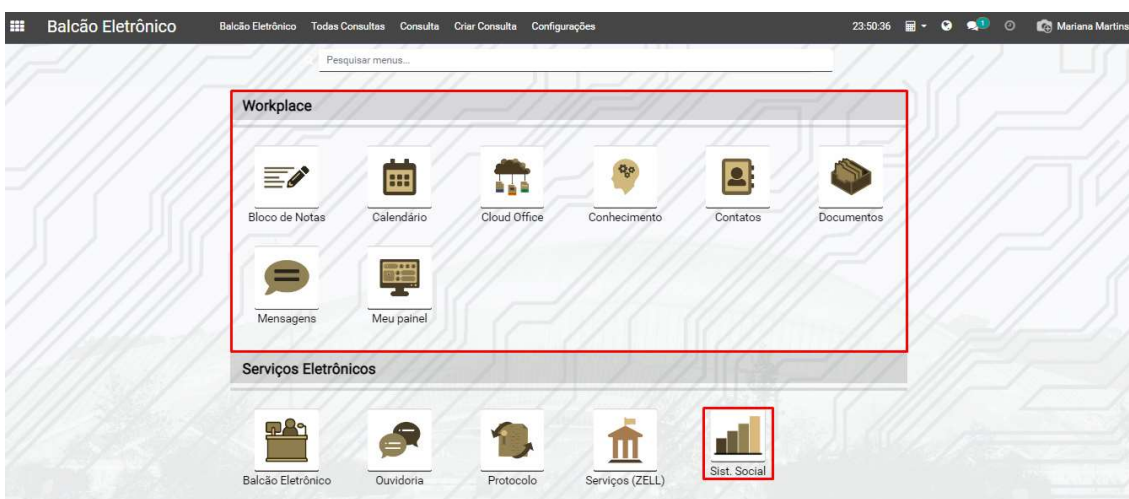 Balcão Eletrônico Balcão Eletrônico Todas Consultas Consulta Criar Consulta Configurações 23:50:36 1 Mariana Martins
Pesquisar menus...
Workplace
Bloco de Notas Calendário Cloud Office Conhecimento Contatos Documentos
Mensagens Meu painel
Serviços Eletrônicos
Balcão Eletrônico Ouvidoria Protocolo Serviços (ZELL) Sist. Social